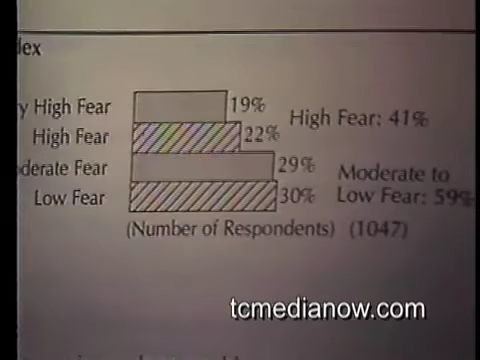 dex
y High Fear 19%
High Fear 22%
High Fear: 41%
derate Fear 29%
Low Fear 30%
Moderate to
Low Fear: 59%
(Number of Respondents) (1047)
tcmedianow.com